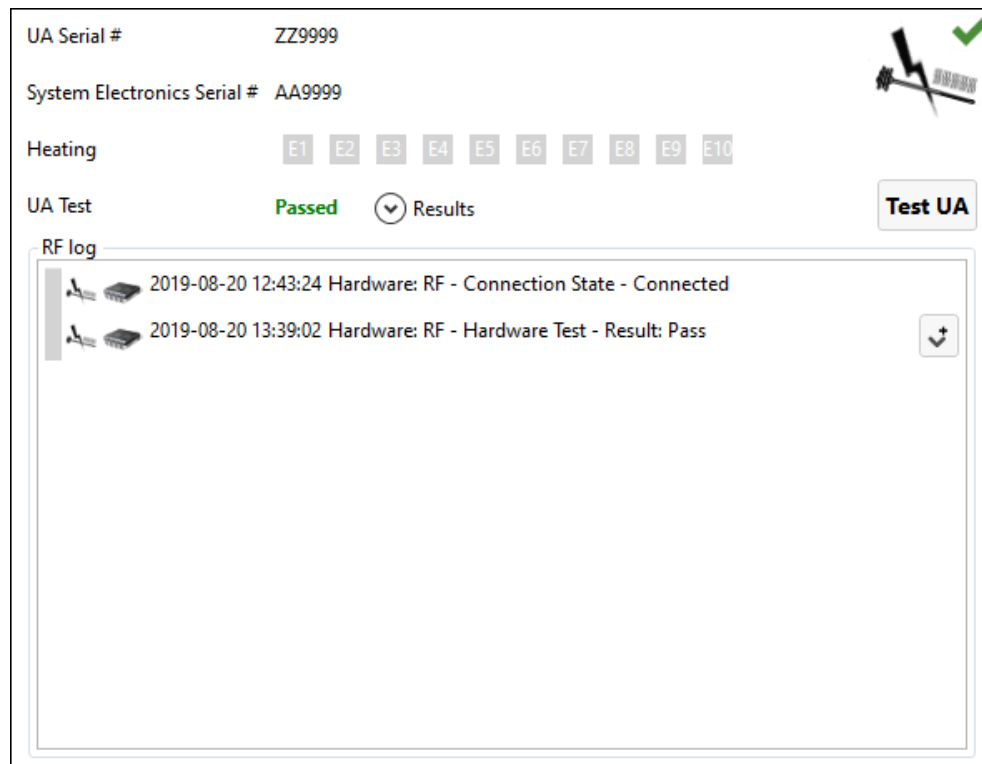 UA Serial # ZZ9999
System Electronics Serial # AA9999
Heating E1 E2 E3 E4 E5 E6 E7 E8 E9 E10
UA Test Passed Results Test UA
RF log
2019-08-20 12:43:24 Hardware: RF - Connection State - Connected
2019-08-20 13:39:02 Hardware: RF - Hardware Test - Result: Pass